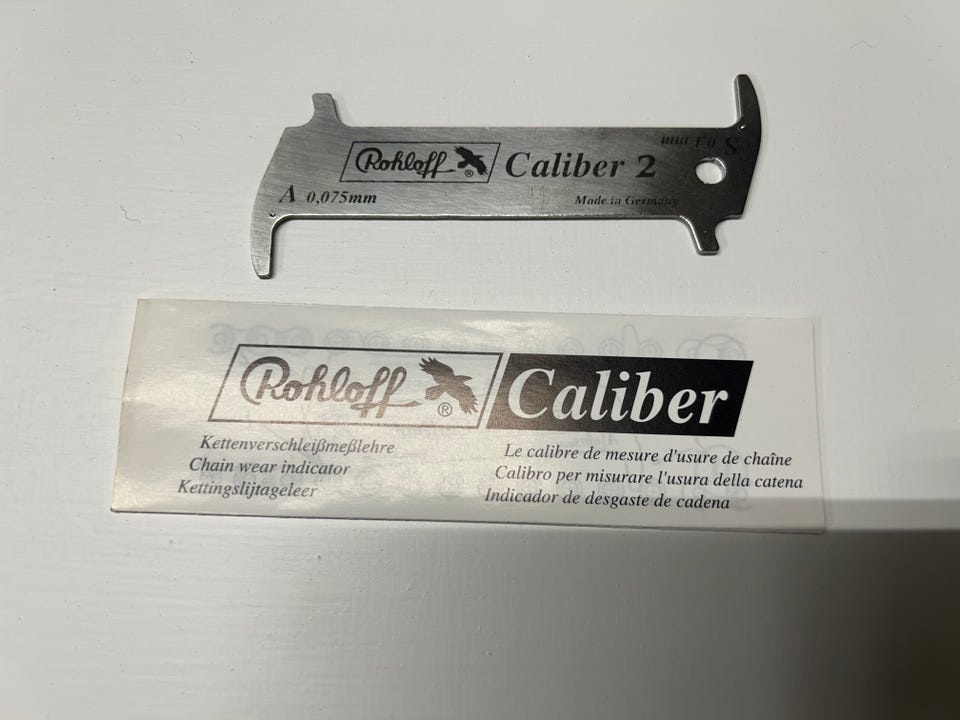 Rohloff ® Caliber 2
S 0,1 mm
A 0,075mm
Made in Germany
Rohloff ® Caliber
Kettenverschleißmeßlehre
Chain wear indicator
Kettingslijtageleer
Le calibre de mesure d'usure de chaîne
Calibro per misurare l'usura della catena
Indicador de desgaste de cadena